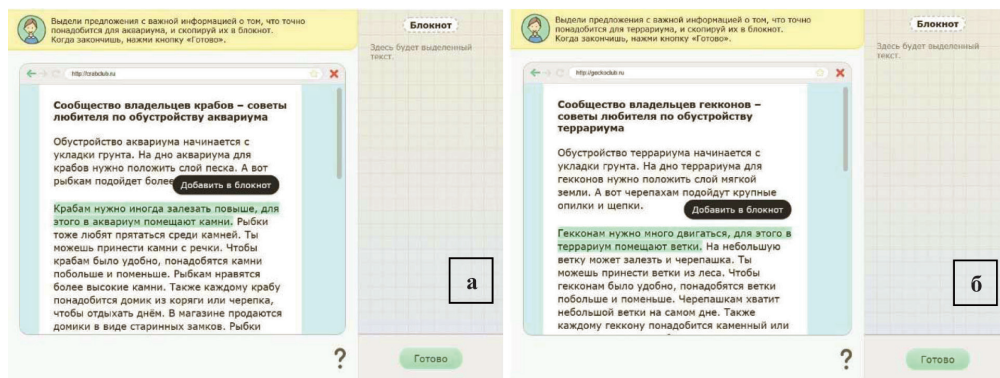 Выдели предложения с важной информацией о том, что точно
понадобится для аквариума, и скопируй их в блокнот.
Когда закончишь, нажми кнопку «Готово».
Блокнот
Здесь будет выделенный
текст.
http://crabclub.ru
Сообщество владельцев крабов – советы
любителя по обустройству аквариума
Обустройство аквариума начинается с
укладки грунта. На дно аквариума для
крабов нужно положить слой песка. А вот
рыбкам подойдет более
Добавить в блокнот
Крабам нужно иногда залезать повыше, для
этого в аквариум помещают камни. Рыбки
тоже любят прятаться среди камней. Ты
можешь принести камни с речки. Чтобы
крабам было удобно, понадобятся камни
побольше и поменьше. Рыбкам нравятся
более высокие камни. Также каждому крабу
понадобится домик из коряги или черепка,
чтобы отдыхать днём. В магазине продаются
домики в виде старинных замков. Рыбки
а
?
Готово
Выдели предложения с важной информацией о том, что точно
понадобится для террариума, и скопируй их в блокнот.
Когда закончишь, нажми кнопку «Готово».
Блокнот
Здесь будет выделенный
текст.
http://geckoclub.ru
Сообщество владельцев гекконов –
советы любителя по обустройству
террариума
Обустройство террариума начинается с
укладки грунта. На дно террариума для
гекконов нужно положить слой мягкой
земли. А вот черепахам подойдут крупные
опилки и щепки.
Добавить в блокнот
Гекконам нужно много двигаться, для этого в
террариум помещают ветки. На небольшую
ветку может залезть и черепашка. Ты
можешь принести ветки из леса. Чтобы
гекконам было удобно, понадобятся ветки
побольше и поменьше. Черепашкам хватит
небольшой ветки на самом дне. Также
каждому геккону понадобится каменный или
б
?
Готово